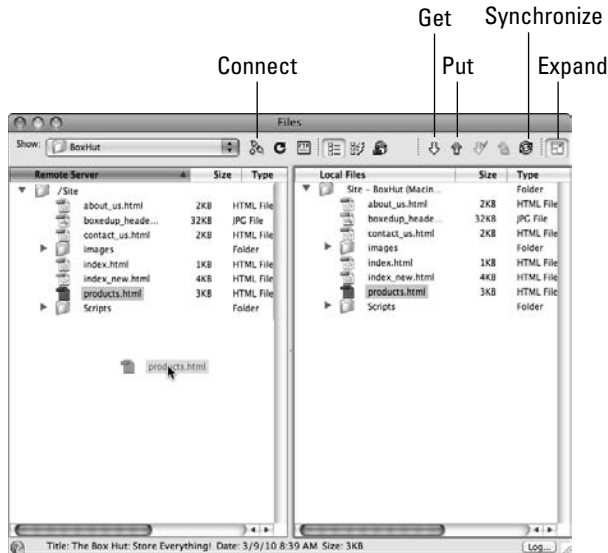 Get Synchronize
Connect Put Expand
Files
Show: BoxHut
Remote Server Size Type
/Site
about_us.html 2KB HTML File
boxedup_heade... 32KB JPG File
contact_us.html 2KB HTML File
images Folder
index.html 1KB HTML File
index_new.html 4KB HTML File
products.html 3KB HTML File
Scripts Folder
products.html
Local Files Size Type
Site - BoxHut (Macin... Folder
about_us.html 2KB HTML File
boxedup_heade... 32KB JPG File
contact_us.html 2KB HTML File
images Folder
index.html 1KB HTML File
index_new.html 4KB HTML File
products.html 3KB HTML File
Scripts Folder
Title: The Box Hut: Store Everything! Date: 3/9/10 8:39 AM Size: 3KB Log...